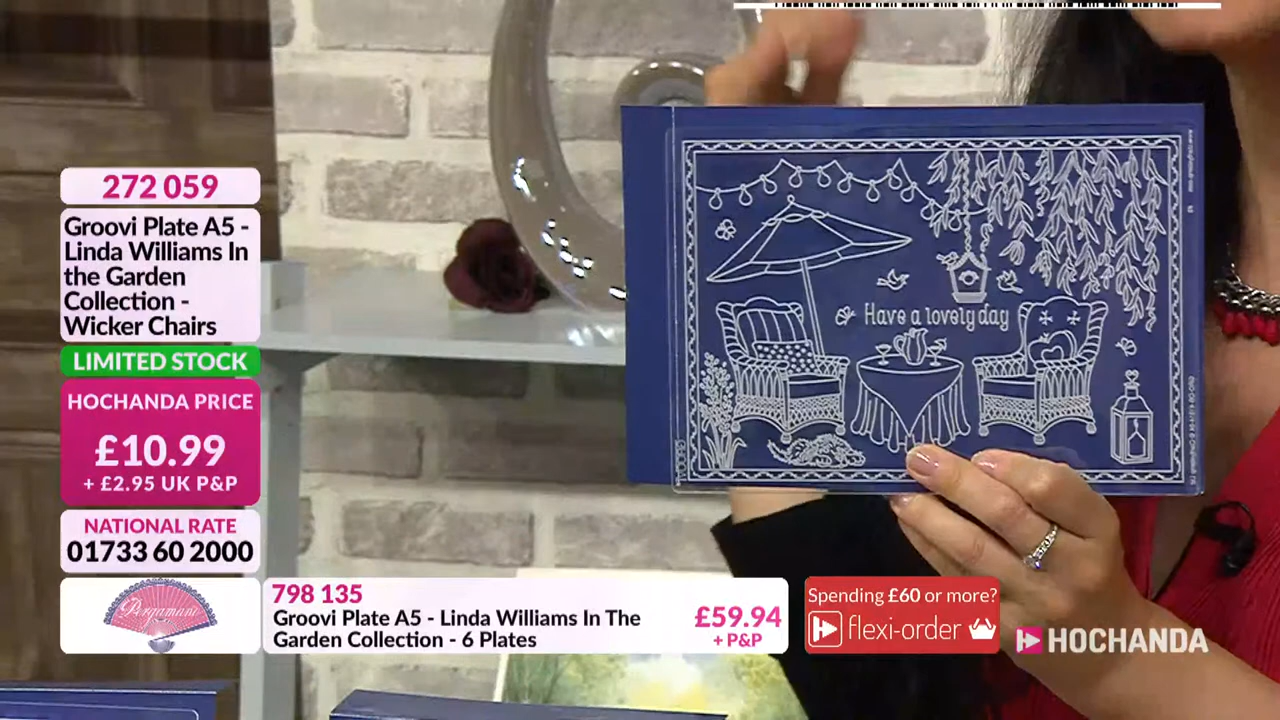 272 059
Groovi Plate A5 -
Linda Williams In
the Garden
Collection -
Wicker Chairs
LIMITED STOCK
HOCHANDA PRICE
£10.99
+ £2.95 UK P&P
NATIONAL RATE
01733 60 2000
Pergamano
798 135
Groovi Plate A5 - Linda Williams In The
Garden Collection - 6 Plates
£59.94
+ P&P
Spending £60 or more?
flexi-order
HOCHANDA
Have a lovely day